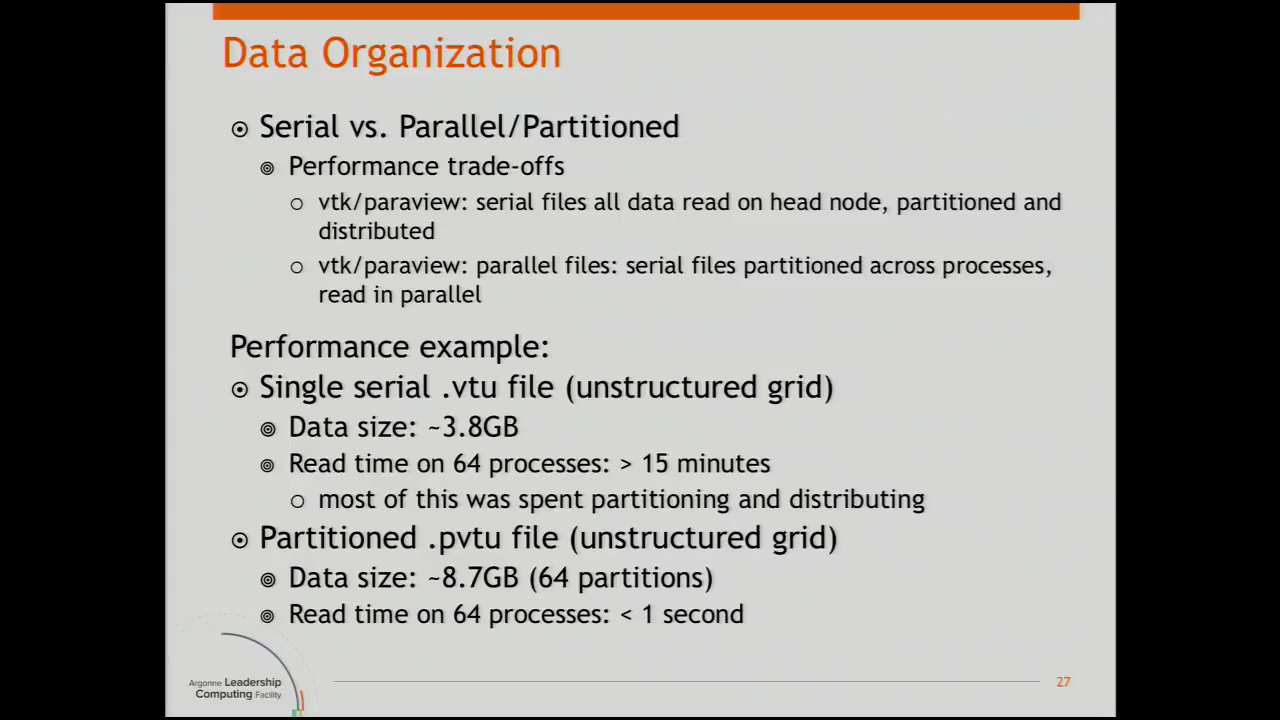 Data Organization
Serial vs. Parallel/Partitioned
Performance trade-offs
vtk/paraview: serial files all data read on head node, partitioned and
distributed
vtk/paraview: parallel files: serial files partitioned across processes,
read in parallel
Performance example:
Single serial .vtu file (unstructured grid)
Data size: ~3.8GB
Read time on 64 processes: > 15 minutes
most of this was spent partitioning and distributing
Partitioned .pvtu file (unstructured grid)
Data size: ~8.7GB (64 partitions)
Read time on 64 processes: < 1 second
Argonne Leadership
Computing Facility
27